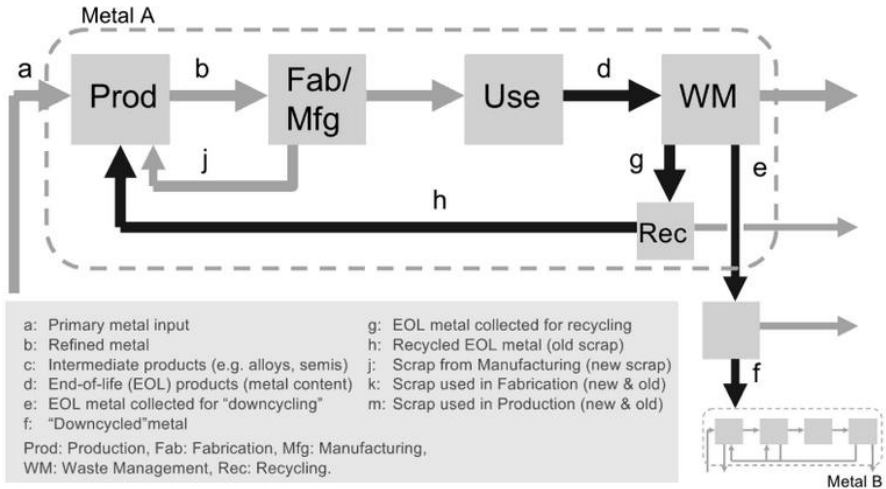 Metal A
a
b
d
Prod
Fab/
Mfg
Use
WM
j
g
e
h
Rec
a: Primary metal input
b: Refined metal
c: Intermediate products (e.g. alloys, semis)
d: End-of-life (EOL) products (metal content)
e: EOL metal collected for “downcycling”
f: “Downcycled”metal
g: EOL metal collected for recycling
h: Recycled EOL metal (old scrap)
j: Scrap from Manufacturing (new scrap)
k: Scrap used in Fabrication (new & old)
m: Scrap used in Production (new & old)
Prod: Production, Fab: Fabrication, Mfg: Manufacturing,
WM: Waste Management, Rec: Recycling.
f
Metal B